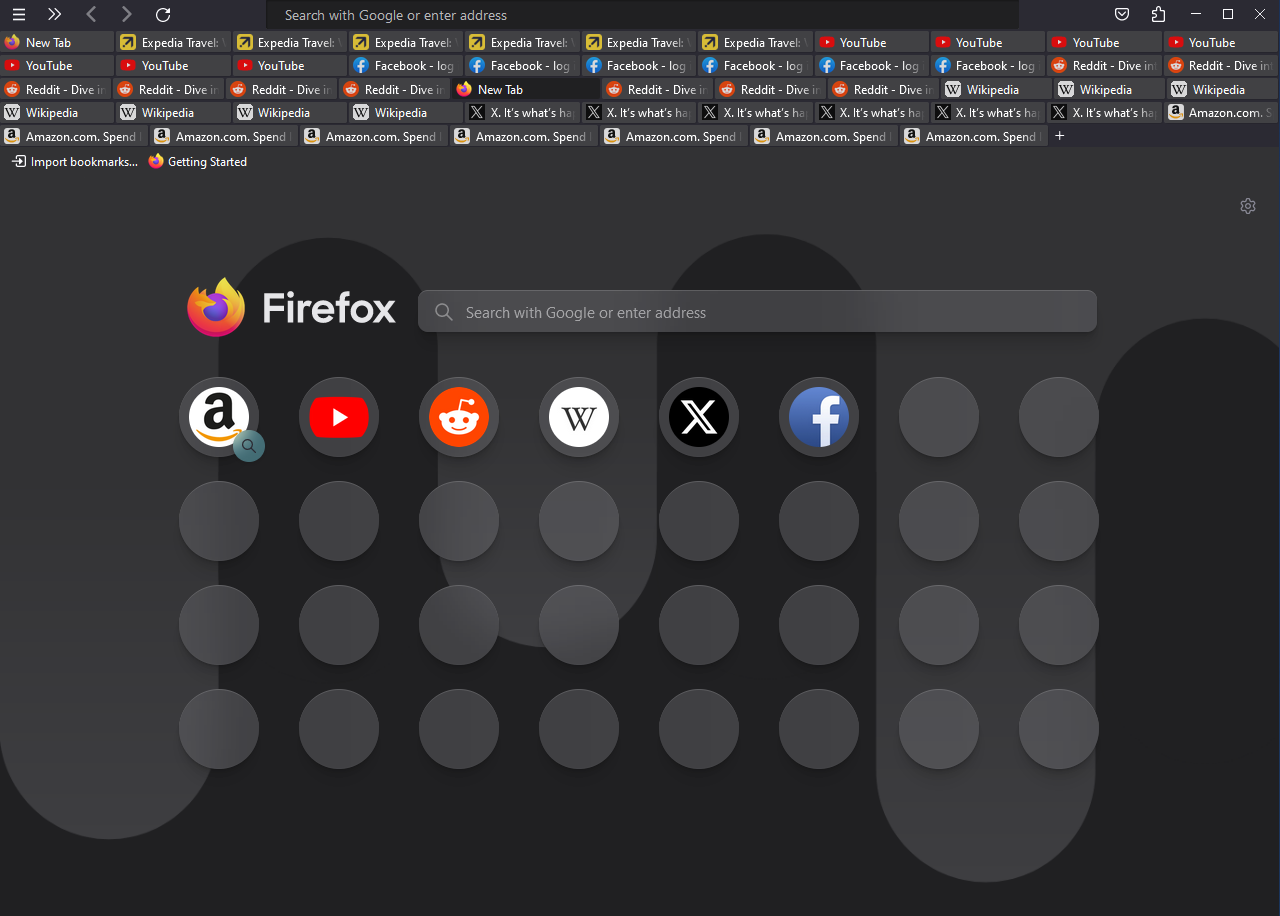 Search with Google or enter address
New Tab Expedia Travel: Expedia Travel: Expedia Travel: Expedia Travel: Expedia Travel: Expedia Travel: YouTube YouTube YouTube YouTube
YouTube YouTube YouTube Facebook - log Facebook - log Facebook - log Facebook - log Facebook - log Facebook - log Reddit - Dive int Reddit - Dive int
Reddit - Dive in Reddit - Dive in Reddit - Dive in Reddit - Dive in New Tab Reddit - Dive in Reddit - Dive in Reddit - Dive in Wikipedia Wikipedia Wikipedia
Wikipedia Wikipedia Wikipedia Wikipedia X. It's what's ha X. It's what's ha X. It's what's ha X. It's what's ha X. It's what's ha X. It's what's ha Amazon.com. S
Amazon.com. Spend Amazon.com. Spend Amazon.com. Spend Amazon.com. Spend Amazon.com. Spend Amazon.com. Spend Amazon.com. Spend
Import bookmarks... Getting Started
Firefox Search with Google or enter address